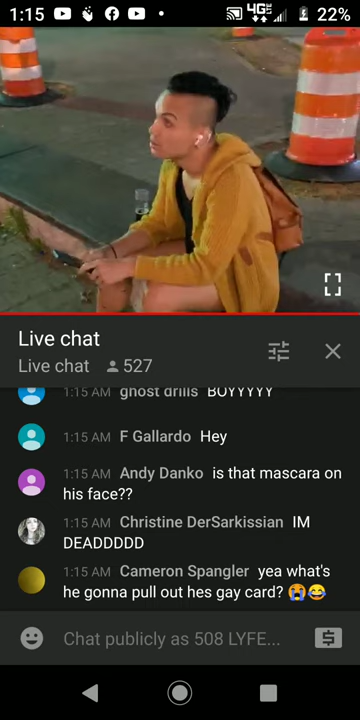 1:15 4G 22%
Live chat
Live chat 527
1:15 AM ghost drills BOYYYYY
1:15 AM F Gallardo Hey
1:15 AM Andy Danko is that mascara on
his face??
1:15 AM Christine DerSarkissian IM
DEADDDDD
1:15 AM Cameron Spangler yea what's
he gonna pull out hes gay card? 😭😂
Chat publicly as 508 LYFE...